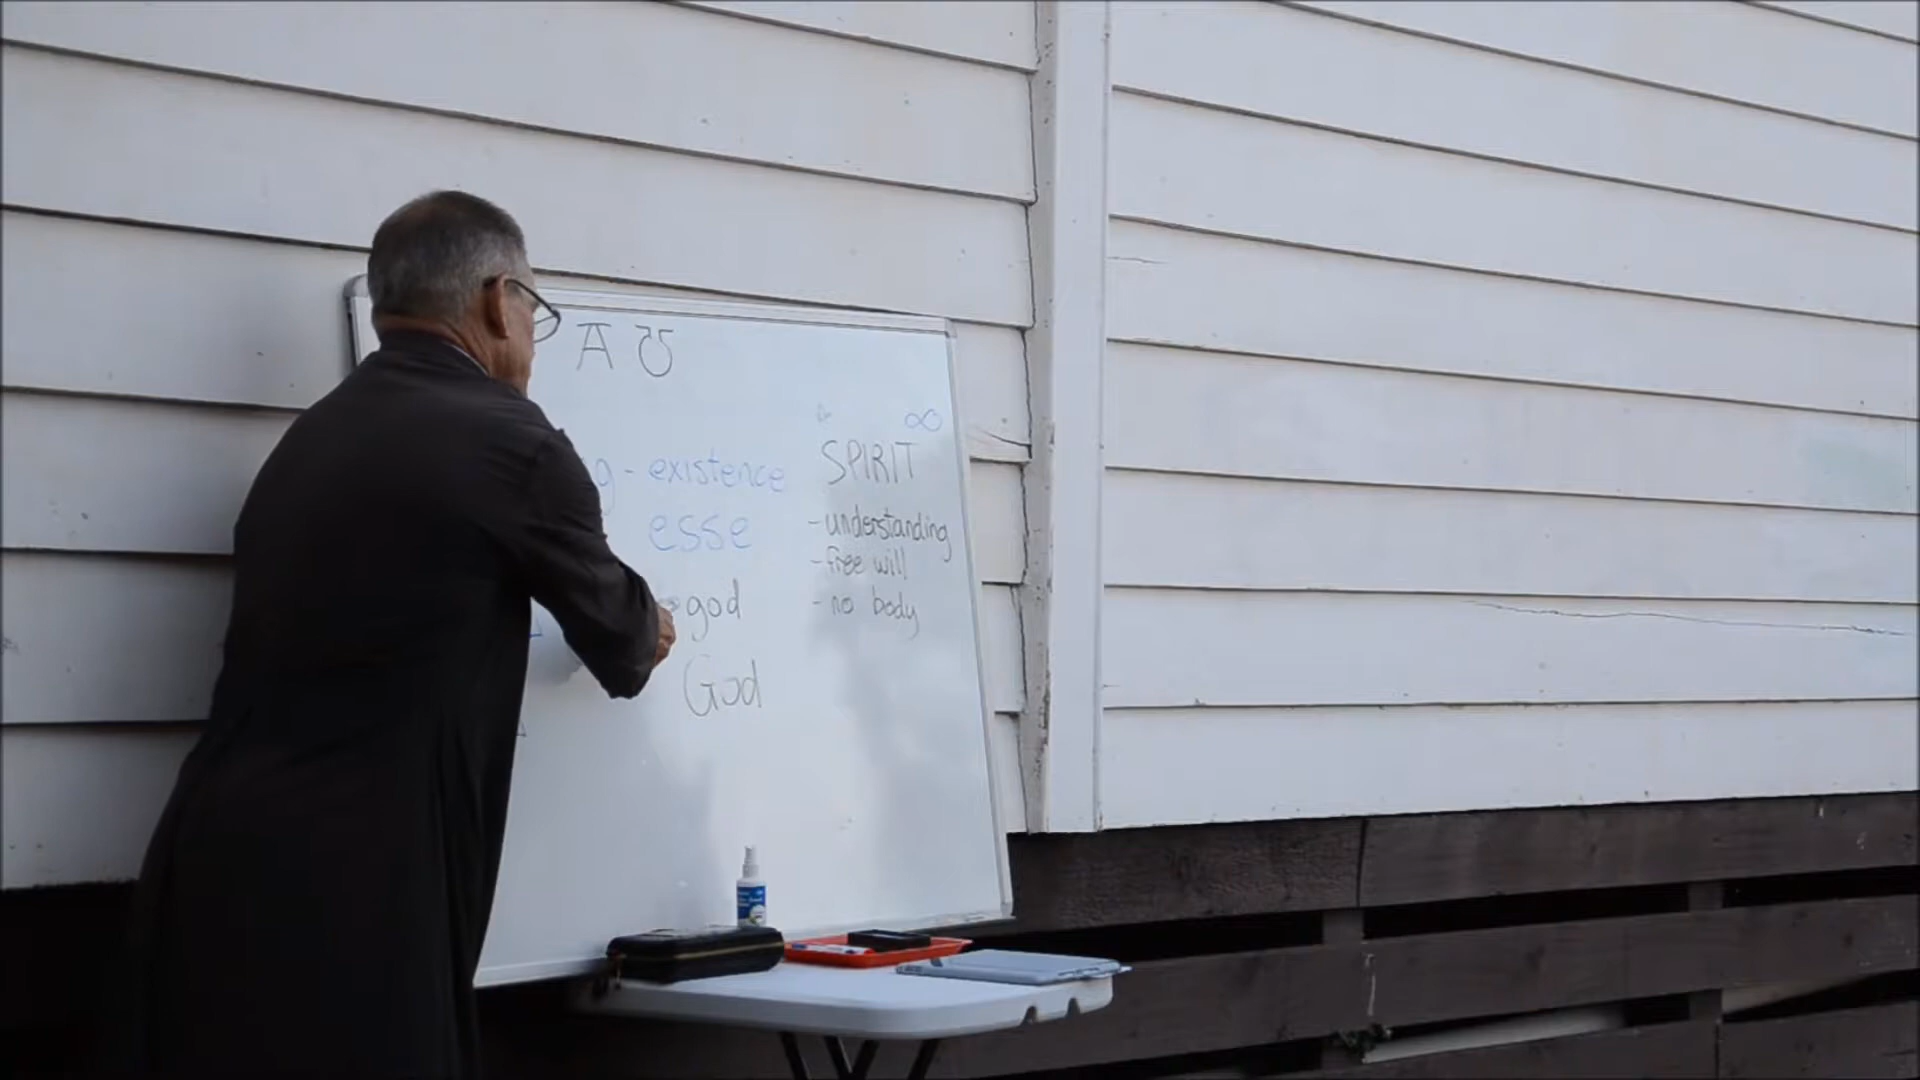 A Ʊ
∞
- existence
esse
god
God
SPIRIT
- understanding
- free will
- no body